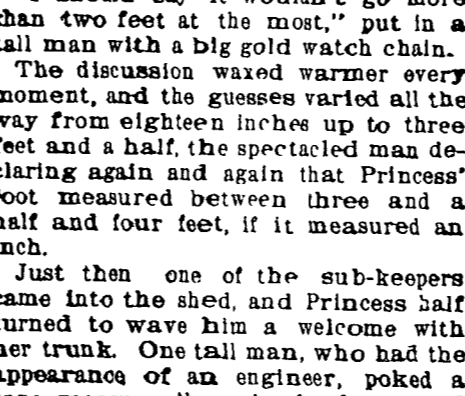 than two feet at the most," put in a
tall man with a big gold watch chain.
The discussion waxed warmer every
moment, and the guesses varied all the
way from eighteen inches up to three
feet and a half, the spectacled man de-
claring again and again that Princess'
foot measured between three and a
half and four feet, if it measured an
inch.
Just then one of the sub-keepers
came into the shed, and Princess half
turned to wave him a welcome with
her trunk. One tall man, who had the
appearance of an engineer, poked a